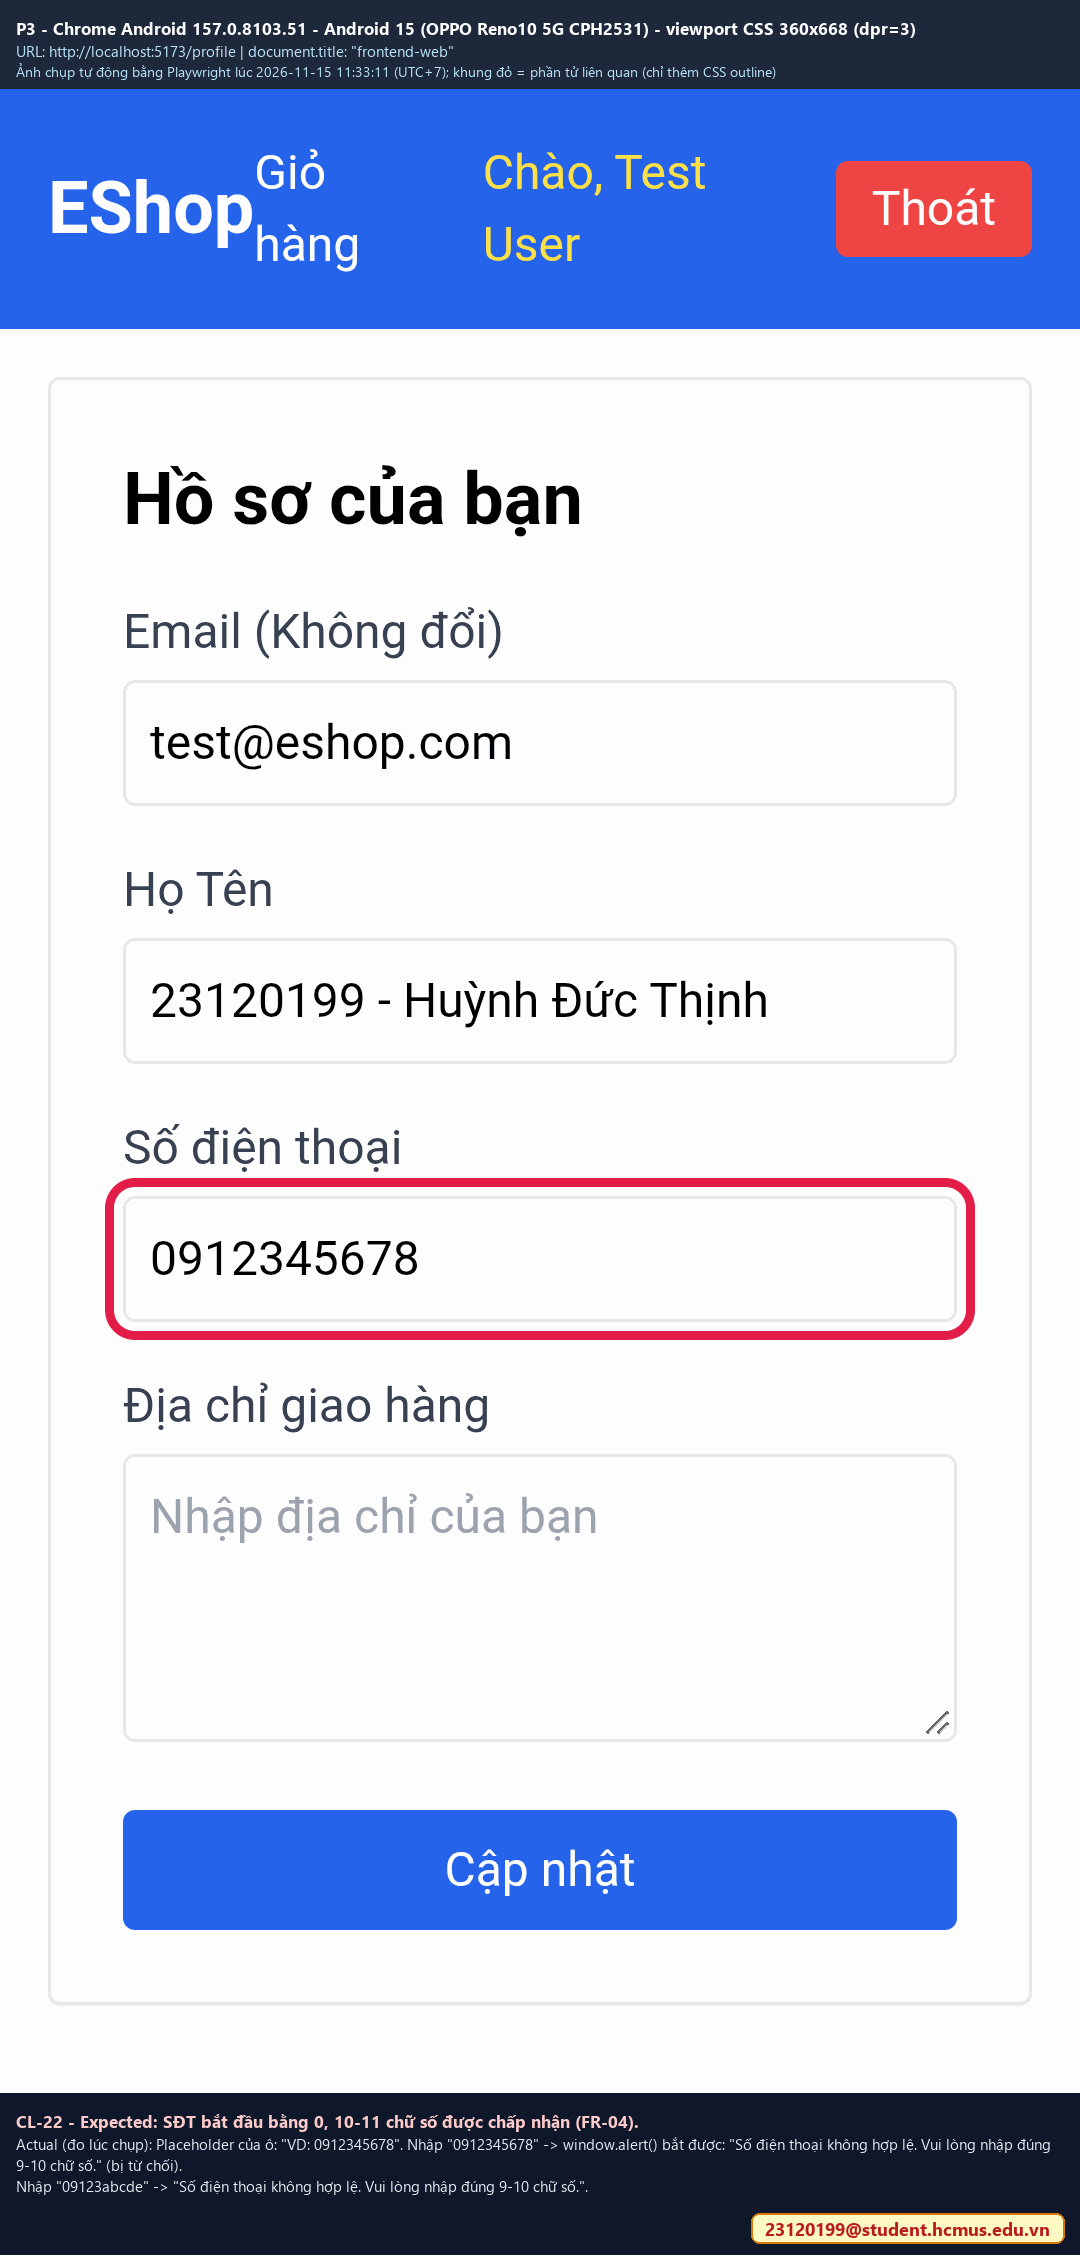 P3 - Chrome Android 157.0.8103.51 - Android 15 (OPPO Reno10 5G CPH2531) - viewport CSS 360x668 (dpr=3)
URL: http://localhost:5173/profile | document.title: "frontend-web"
Ảnh chụp tự động bằng Playwright lúc 2026-11-15 11:33:11 (UTC+7); khung đỏ = phần tử liên quan (chỉ thêm CSS outline)
EShop
Giỏ
hàng
Chào, Test
User
Thoát
Hồ sơ của bạn
Email (Không đổi)
test@eshop.com
Họ Tên
23120199 - Huỳnh Đức Thịnh
Số điện thoại
0912345678
Địa chỉ giao hàng
Nhập địa chỉ của bạn
Cập nhật
CL-22 - Expected: SĐT bắt đầu bằng 0, 10-11 chữ số được chấp nhận (FR-04).
Actual (đo lúc chụp): Placeholder của ô: "VD: 0912345678". Nhập "0912345678" -> window.alert() bắt được: "Số điện thoại không hợp lệ. Vui lòng nhập đúng
9-10 chữ số." (bị từ chối).
Nhập "09123abcde" -> "Số điện thoại không hợp lệ. Vui lòng nhập đúng 9-10 chữ số.".
23120199@student.hcmus.edu.vn